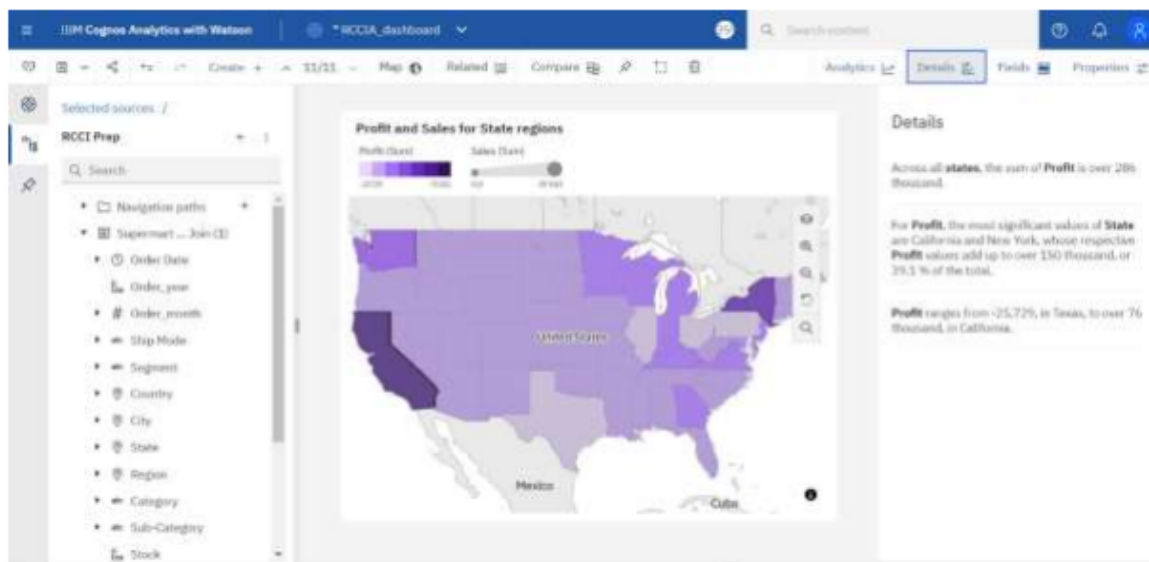 IBM Cognos Analytics with Watson
* RCCIA_dashboard
Search content
Create +
11/11
Map
Related
Compare
Analytics
Details
Fields
Properties
Selected sources /
RCCI Prep
Search
Navigation paths
Supermart ... Join (1)
Order Date
Order_year
# Order_month
Ship Mode
Segment
Country
City
State
Region
Category
Sub-Category
Stock
Profit and Sales for State regions
Profit (Sum)
Sales (Sum)
United States
Mexico
Cuba
Details
Across all states, the sum of Profit is over 286
thousand.
For Profit, the most significant values of State
are California and New York, whose respective
Profit values add up to over 150 thousand, or
39.1 % of the total.
Profit ranges from -25,729, in Texas, to over 76
thousand, in California.